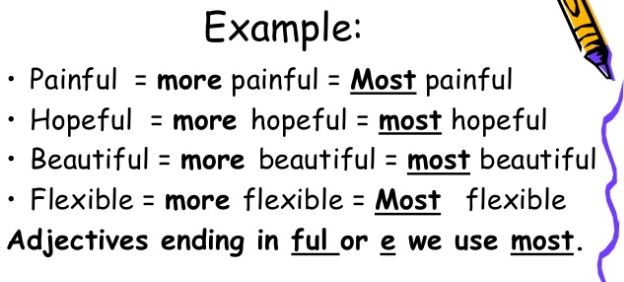 Example:
• Painful = more painful = Most painful
• Hopeful = more hopeful = most hopeful
• Beautiful = more beautiful = most beautiful
• Flexible = more flexible = Most flexible
Adjectives ending in ful or e we use most.